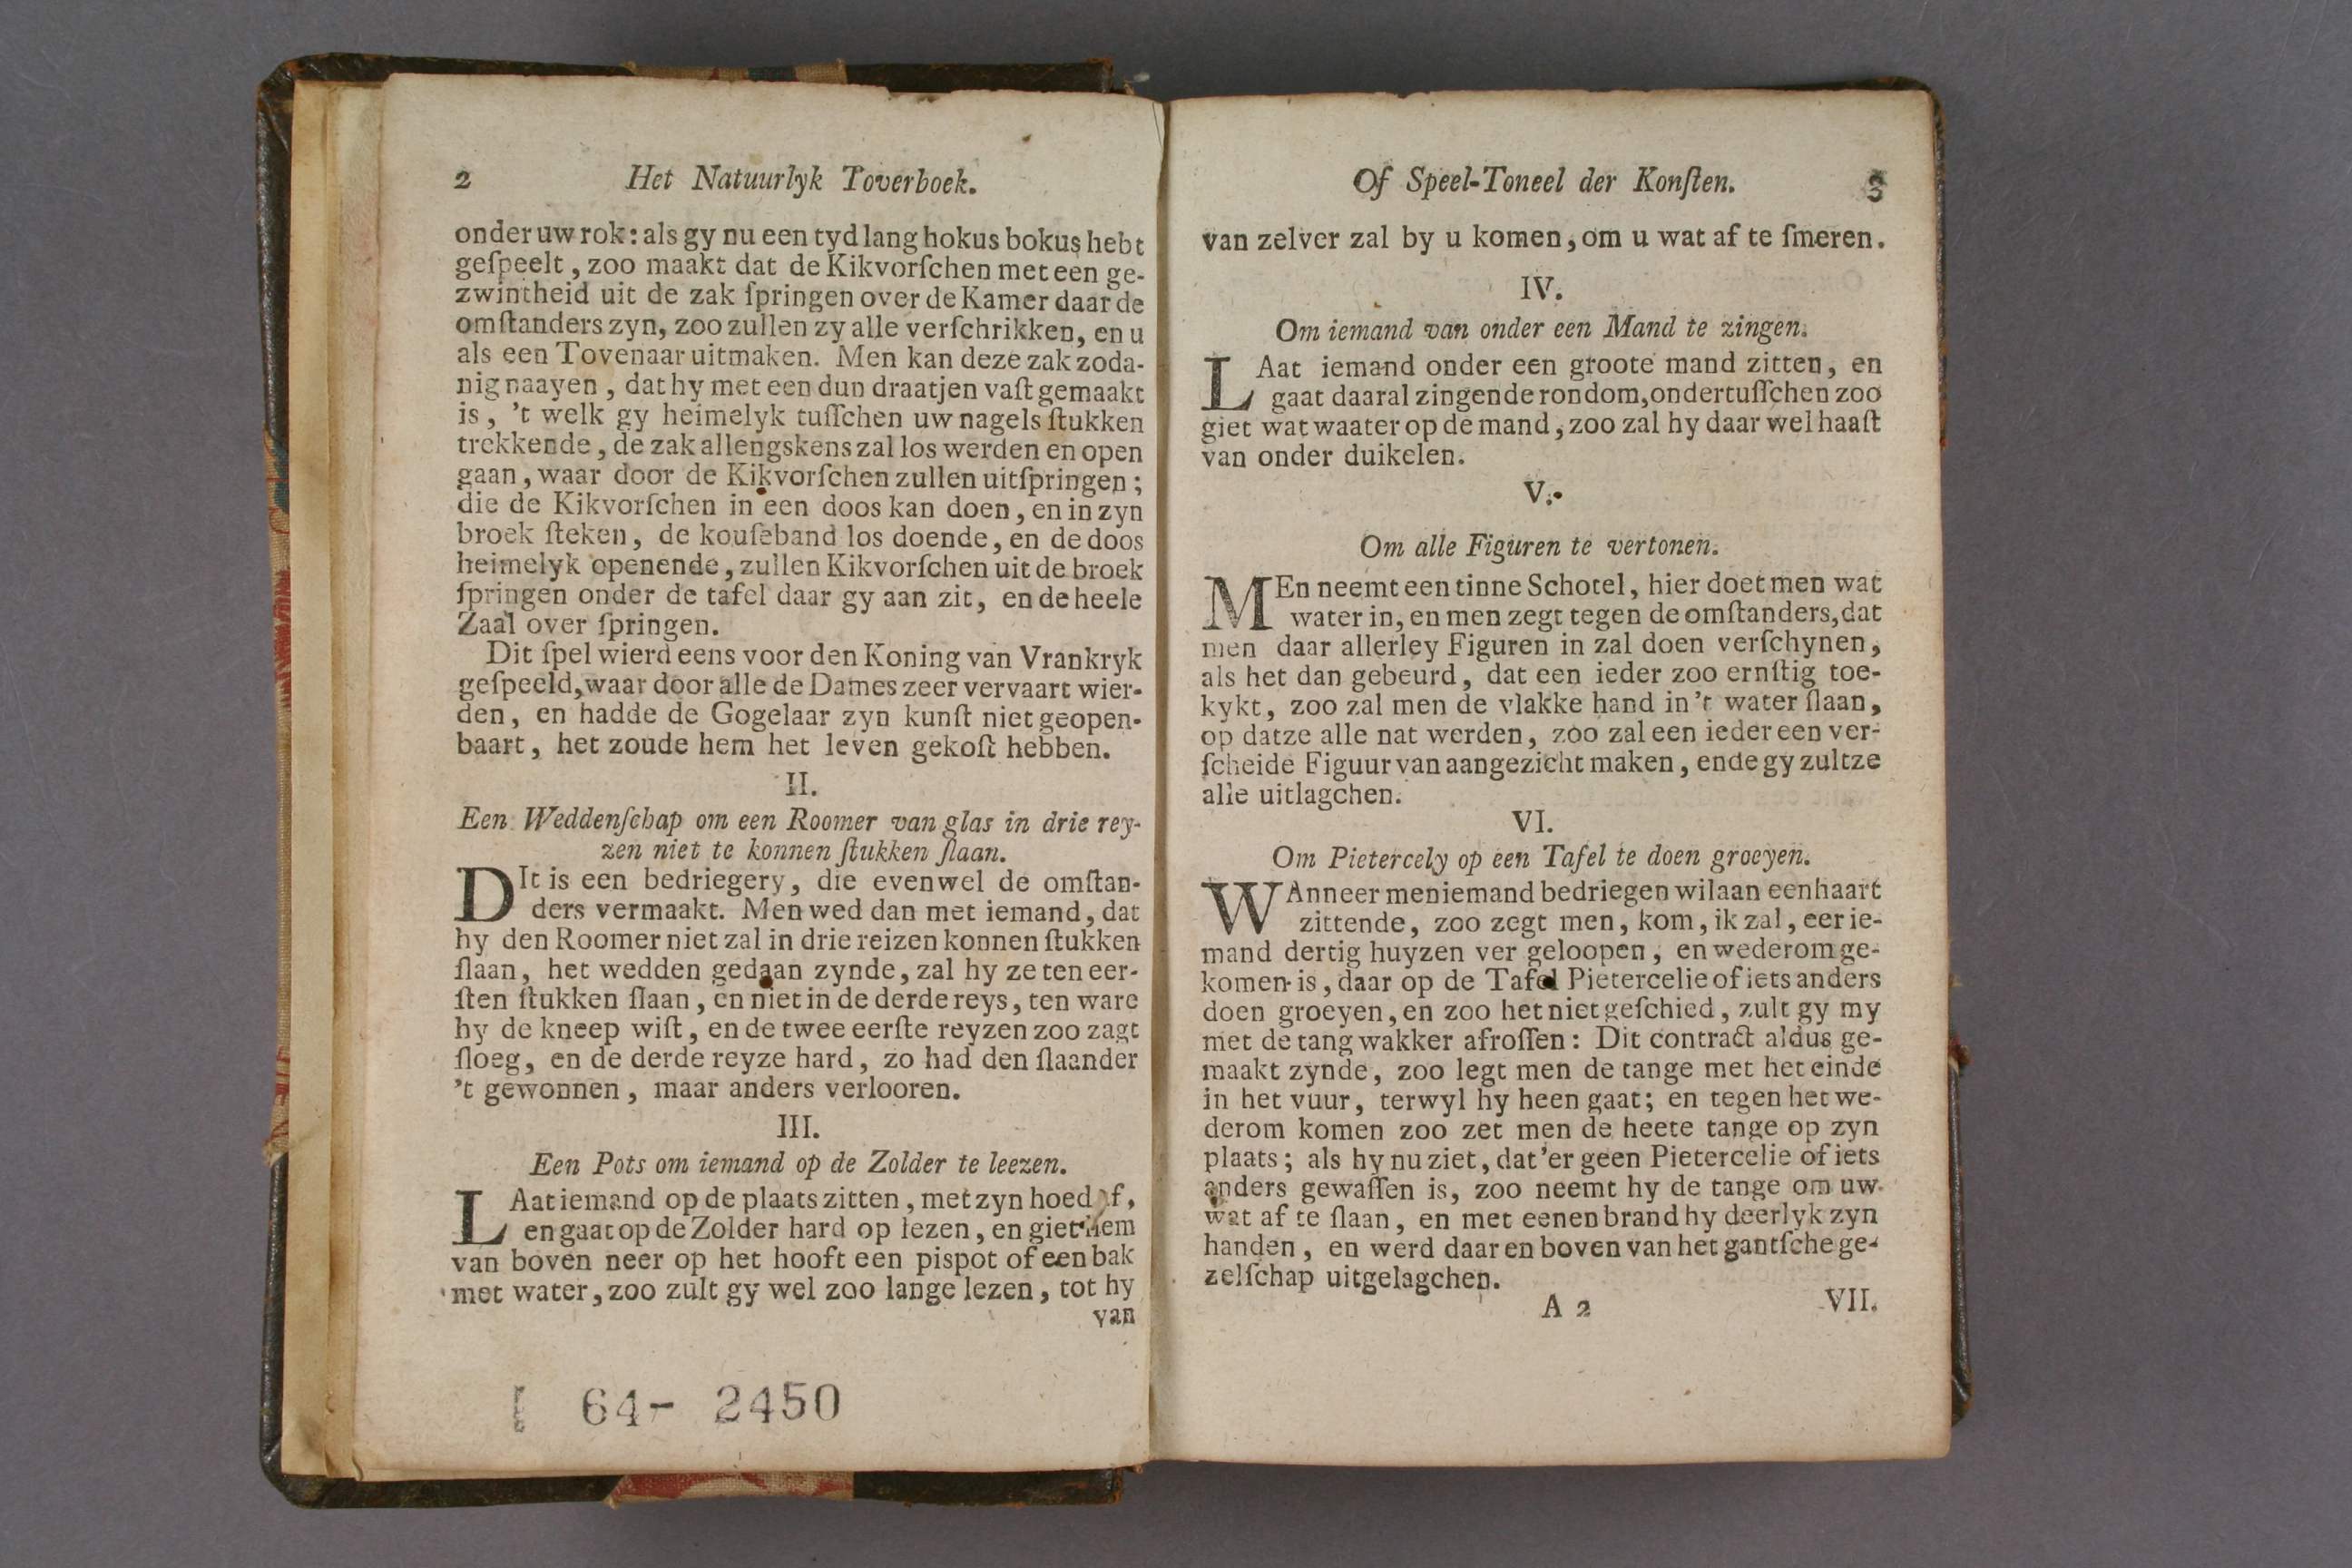 2 Het Natuurlyk Toverboek.
onder uw rok: als gy nu een tyd lang hokus bokus hebt
geſpeelt, zoo maakt dat de Kikvorſchen met een ge-
zwintheid uit de zak ſpringen over de Kamer daar de
omſtanders zyn, zoo zullen zy alle verſchrikken, en u
als een Tovenaar uitmaken. Men kan deze zak zoda-
nig naayen, dat hy met een dun draatjen vaſt gemaakt
is, 't welk gy heimelyk tuſſchen uw nagels ſtukken
trekkende, de zak allengskens zal los werden en open
gaan, waar door de Kikvorſchen zullen uitſpringen;
die de Kikvorſchen in een doos kan doen, en in zyn
broek ſteken, de kouſeband los doende, en de doos
heimelyk openende, zullen Kikvorſchen uit de broek
ſpringen onder de tafel daar gy aan zit, en de heele
Zaal over ſpringen.
Dit ſpel wierd eens voor den Koning van Vrankryk
geſpeeld, waar door alle de Dames zeer vervaart wier-
den, en hadde de Gogelaar zyn kunſt niet geopen-
baart, het zoude hem het leven gekoſt hebben.
II.
Een Weddenſchap om een Roomer van glas in drie rey-
zen niet te konnen ſtukken ſlaan.
DIt is een bedriegery, die evenwel de omſtan-
ders vermaakt. Men wed dan met iemand, dat
hy den Roomer niet zal in drie reizen konnen ſtukken
ſlaan, het wedden gedaan zynde, zal hy ze ten eer-
ſten ſtukken ſlaan, en niet in de derde reys, ten ware
hy de kneep wiſt, en de twee eerſte reyzen zoo zagt
ſloeg, en de derde reyze hard, zo had den ſlaander
't gewonnen, maar anders verlooren.
III.
Een Pots om iemand op de Zolder te leezen.
LAat iemand op de plaats zitten, met zyn hoed af,
en gaat op de Zolder hard op lezen, en giet hem
van boven neer op het hooft een pispot of een bak
met water, zoo zult gy wel zoo lange lezen, tot hy
van
64- 2450
Of Speel-Toneel der Konſten. 3
van zelver zal by u komen, om u wat af te ſmeren.
IV.
Om iemand van onder een Mand te zingen.
LAat iemand onder een groote mand zitten, en
gaat daar al zingende rondom, ondertuſſchen zoo
giet wat waater op de mand, zoo zal hy daar wel haaſt
van onder duikelen.
V.
Om alle Figuren te vertonen.
MEn neemt een tinne Schotel, hier doet men wat
water in, en men zegt tegen de omſtanders, dat
men daar allerley Figuren in zal doen verſchynen,
als het dan gebeurd, dat een ieder zoo ernſtig toe-
kykt, zoo zal men de vlakke hand in 't water ſlaan,
op datze alle nat werden, zoo zal een ieder een ver-
ſcheide Figuur van aangezicht maken, ende gy zultze
alle uitlagchen.
VI.
Om Pietercely op een Tafel te doen groeyen.
WAnneer men iemand bedriegen wil aan een haart
zittende, zoo zegt men, kom, ik zal, eer ie-
mand dertig huyzen ver geloopen, en wederom ge-
komen is, daar op de Tafel Pietercelie of iets anders
doen groeyen, en zoo het niet geſchied, zult gy my
met de tang wakker afroſſen: Dit contract aldus ge-
maakt zynde, zoo legt men de tange met het einde
in het vuur, terwyl hy heen gaat; en tegen het we-
derom komen zoo zet men de heete tange op zyn
plaats; als hy nu ziet, dat'er geen Pietercelie of iets
anders gewaſſen is, zoo neemt hy de tange om uw
wat af te ſlaan, en met eenen brand hy deerlyk zyn
handen, en werd daar en boven van het gantſche ge-
zelſchap uitgelagchen.
A 2 VII.